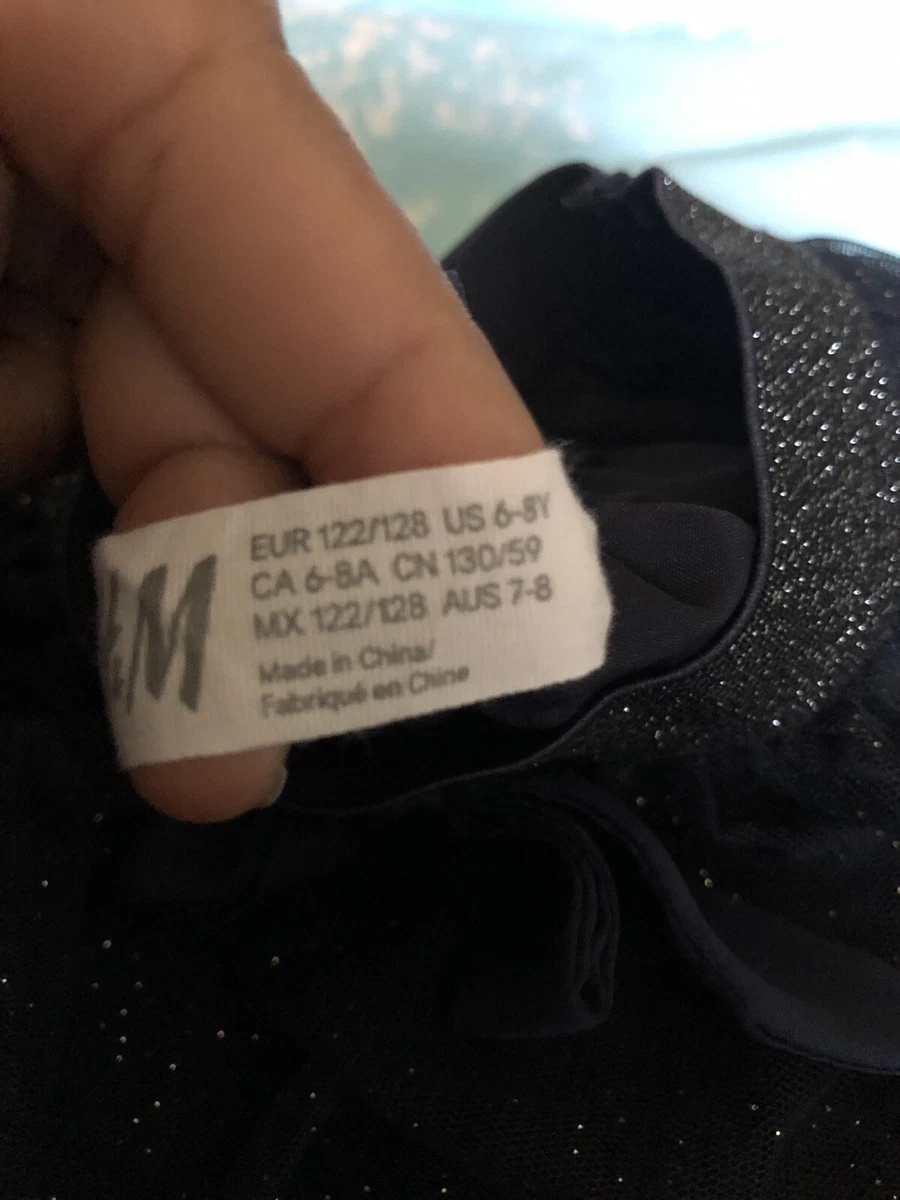 &M
EUR 122/128 US 6-8Y
CA 6-8A CN 130/59
MX 122/128 AUS 7-8
Made in China/
Fabriqué en Chine